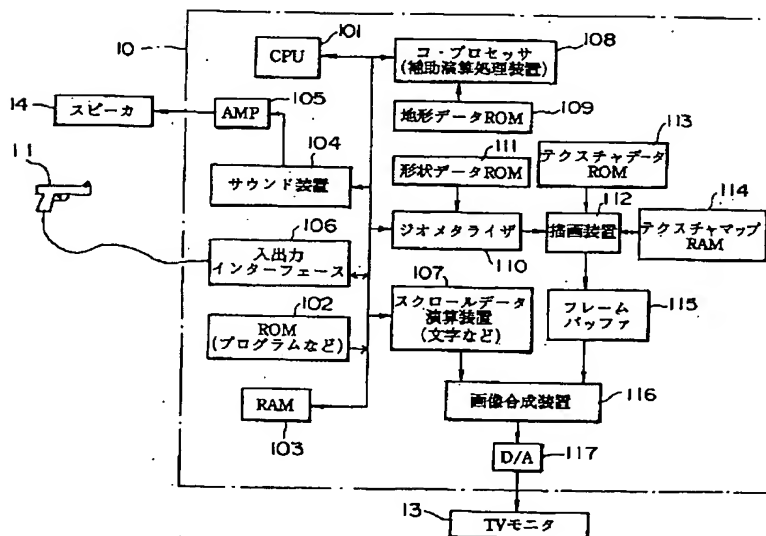 10
101
CPU
コ・プロセッサ
(補助演算処理装置)
108
14
スピーカ
AMP
105
地形データROM
109
113
11
104
サウンド装置
111
形状データROM
テクスチャデータ
ROM
114
106
入出力
インターフェース
ジオメタライザ
110
112
描画装置
テクスチャマップ
RAM
107
102
ROM
(プログラムなど)
スクロールデータ
演算装置
(文字など)
フレーム
バッファ
115
RAM
103
画像合成装置
116
D/A
117
13
TVモニタ